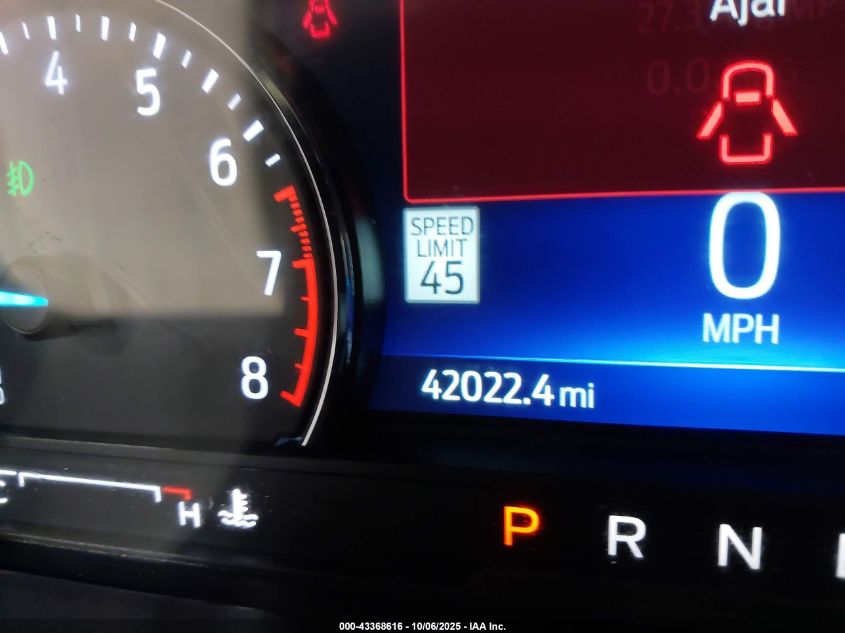 Ajar
4
5
6
7
8
SPEED
LIMIT
45
0
MPH
42022.4 mi
H
P R N
000-43368616 - 10/06/2025 - IAA Inc.